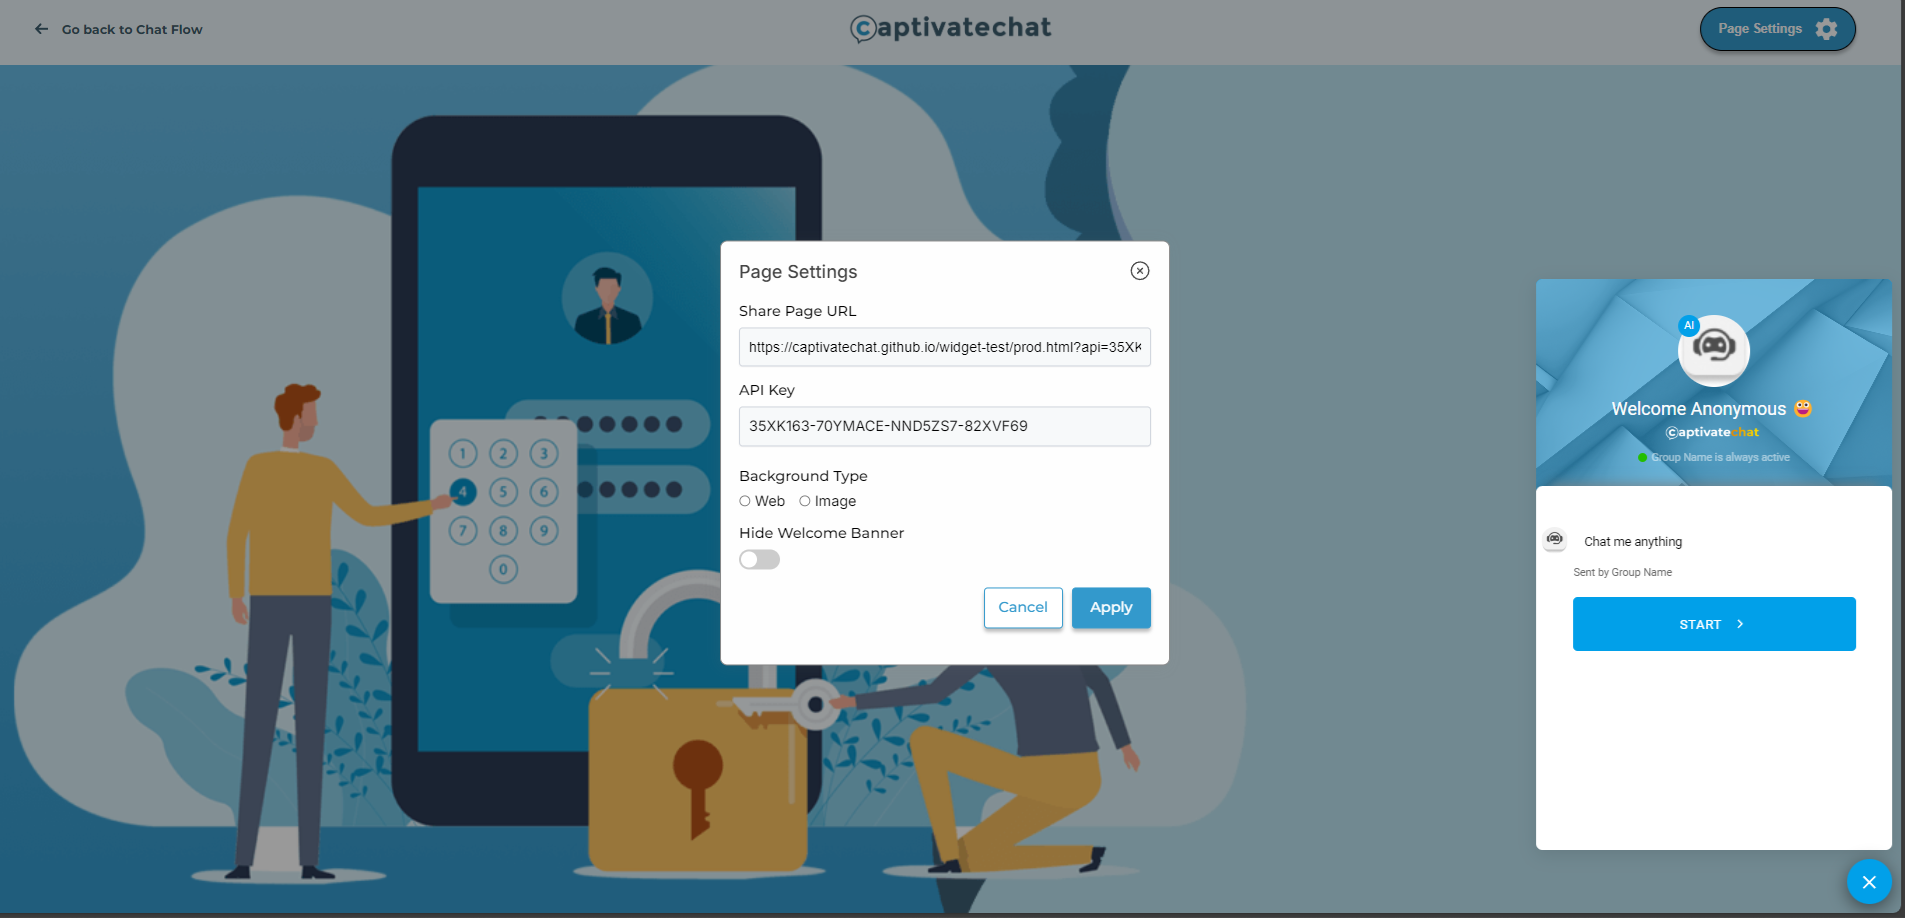 Go back to Chat Flow
captivatechat
Page Settings
Page Settings
Share Page URL
https://captivatechat.github.io/widget-test/prod.html?api=35XK
API Key
35XK163-70YMACE-NND5ZS7-82XVF69
Background Type
Web Image
Hide Welcome Banner
Cancel Apply
1 2 3
4 5 6
7 8 9
0
AI
Welcome Anonymous
captivatechat
Group Name is always active
Chat me anything
Sent by Group Name
START